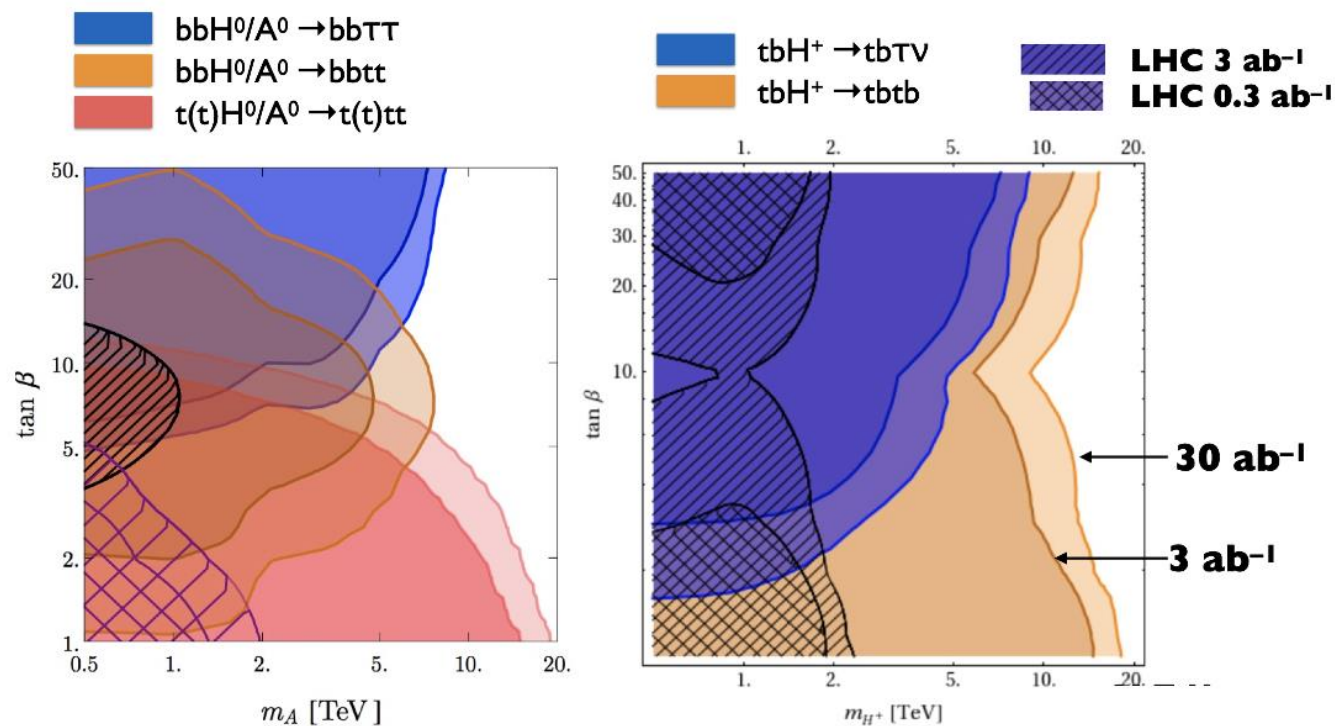 bbH⁰/A⁰ →bbττ
bbH⁰/A⁰ →bbtt
t(t)H⁰/A⁰ →t(t)tt
50.
20.
10.
5.
2.
1.
tan β
0.5 1. 2. 5. 10. 20.
m_A [TeV]
tbH⁺ →tbτν
tbH⁺ →tbtb
LHC 3 ab⁻¹
LHC 0.3 ab⁻¹
1. 2. 5. 10. 20.
50.
40.
30.
20.
10.
tan β
30 ab⁻¹
3 ab⁻¹
1. 2. 5. 10. 20.
m_H⁺ [TeV]